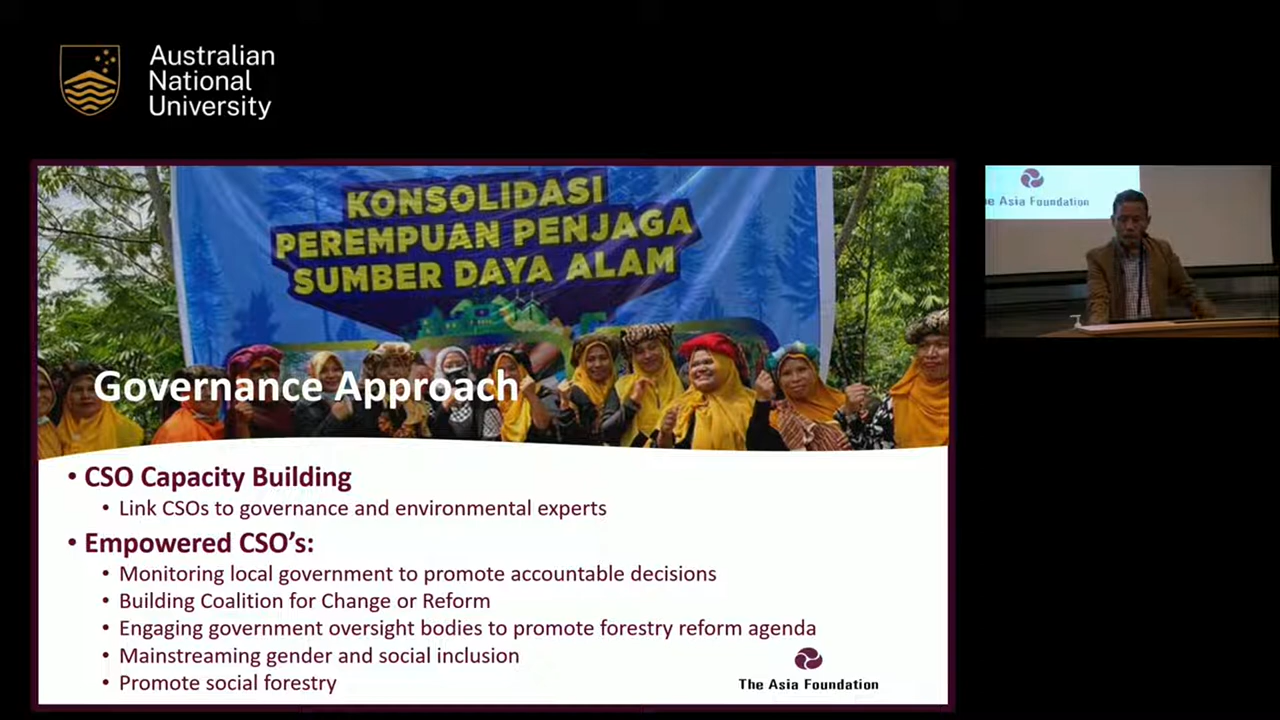 Australian
National
University
KONSOLIDASI
PEREMPUAN PENJAGA
SUMBER DAYA ALAM
Governance Approach
• CSO Capacity Building
• Link CSOs to governance and environmental experts
• Empowered CSO's:
• Monitoring local government to promote accountable decisions
• Building Coalition for Change or Reform
• Engaging government oversight bodies to promote forestry reform agenda
• Mainstreaming gender and social inclusion
• Promote social forestry
The Asia Foundation
e Asia Foundation